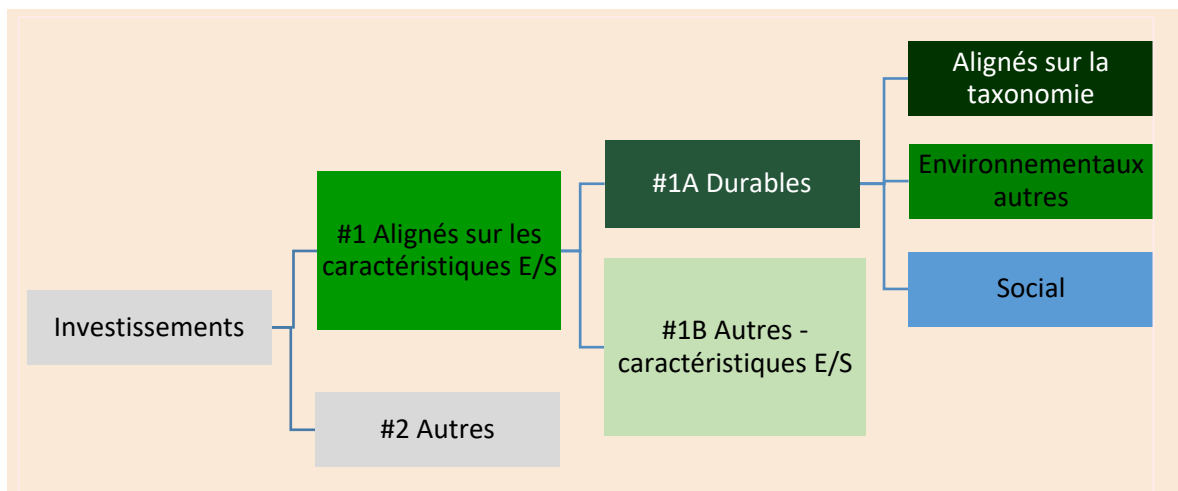 Investissements
#1 Alignés sur les
caractéristiques E/S
#2 Autres
#1A Durables
#1B Autres -
caractéristiques E/S
Alignés sur la
taxonomie
Environnementaux
autres
Social